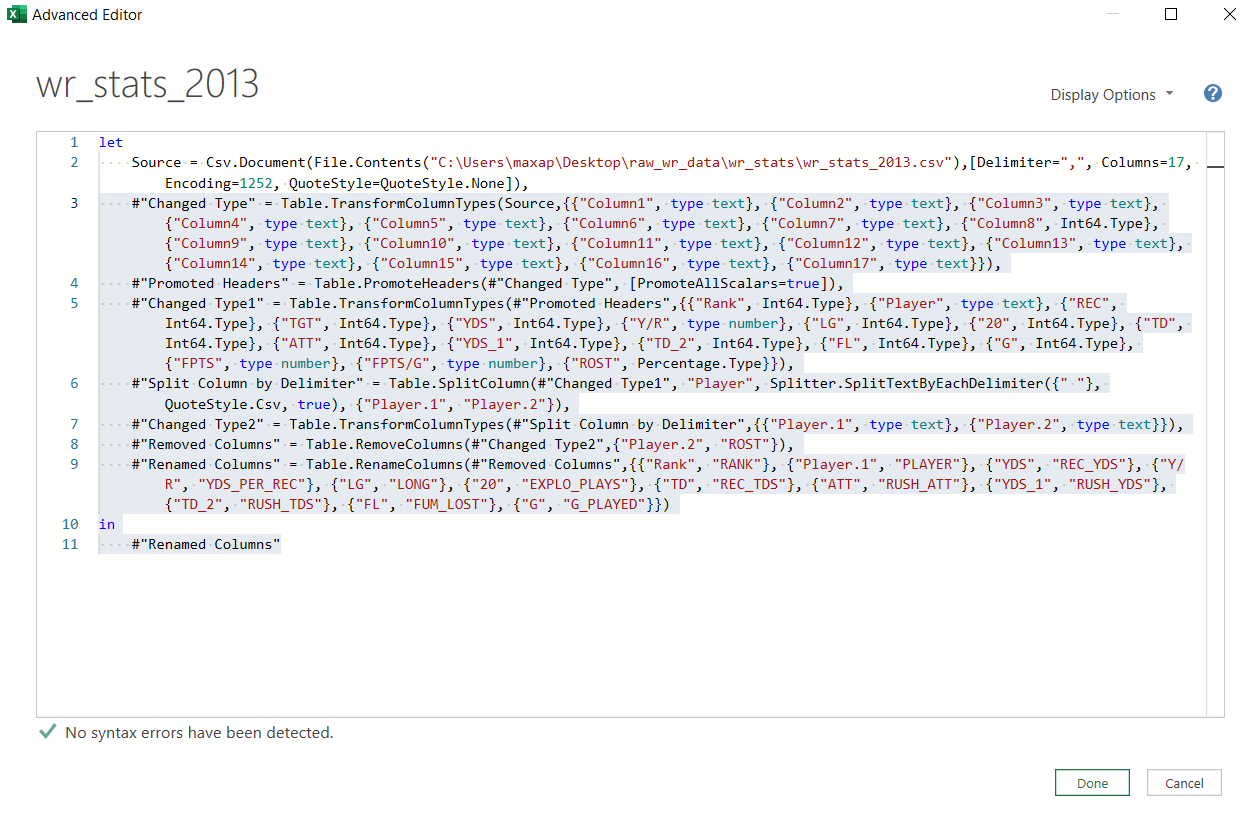 Advanced Editor
wr_stats_2013
Display Options
?
1 let
2 ····Source·=·Csv.Document(File.Contents("C:\Users\maxap\Desktop\raw_wr_data\wr_stats\wr_stats_2013.csv"),[Delimiter=",",·Columns=17,·
Encoding=1252,·QuoteStyle=QuoteStyle.None]),
3 ····#"Changed·Type"·=·Table.TransformColumnTypes(Source,{{"Column1",·type·text},·{"Column2",·type·text},·{"Column3",·type·text},·
{"Column4",·type·text},·{"Column5",·type·text},·{"Column6",·type·text},·{"Column7",·type·text},·{"Column8",·Int64.Type},·
{"Column9",·type·text},·{"Column10",·type·text},·{"Column11",·type·text},·{"Column12",·type·text},·{"Column13",·type·text},·
{"Column14",·type·text},·{"Column15",·type·text},·{"Column16",·type·text},·{"Column17",·type·text}}),
4 ····#"Promoted·Headers"·=·Table.PromoteHeaders(#"Changed·Type",·[PromoteAllScalars=true]),
5 ····#"Changed·Type1"·=·Table.TransformColumnTypes(#"Promoted·Headers",{{"Rank",·Int64.Type},·{"Player",·type·text},·{"REC",·
Int64.Type},·{"TGT",·Int64.Type},·{"YDS",·Int64.Type},·{"Y/R",·type·number},·{"LG",·Int64.Type},·{"20",·Int64.Type},·{"TD",·
Int64.Type},·{"ATT",·Int64.Type},·{"YDS_1",·Int64.Type},·{"TD_2",·Int64.Type},·{"FL",·Int64.Type},·{"G",·Int64.Type},·
{"FPTS",·type·number},·{"FPTS/G",·type·number},·{"ROST",·Percentage.Type}}),
6 ····#"Split·Column·by·Delimiter"·=·Table.SplitColumn(#"Changed·Type1",·"Player",·Splitter.SplitTextByEachDelimiter({"·"},·
QuoteStyle.Csv,·true),·{"Player.1",·"Player.2"}),
7 ····#"Changed·Type2"·=·Table.TransformColumnTypes(#"Split·Column·by·Delimiter",{{"Player.1",·type·text},·{"Player.2",·type·text}}),
8 ····#"Removed·Columns"·=·Table.RemoveColumns(#"Changed·Type2",{"Player.2",·"ROST"}),
9 ····#"Renamed·Columns"·=·Table.RenameColumns(#"Removed·Columns",{{"Rank",·"RANK"},·{"Player.1",·"PLAYER"},·{"YDS",·"REC_YDS"},·{"Y/
R",·"YDS_PER_REC"},·{"LG",·"LONG"},·{"20",·"EXPLO_PLAYS"},·{"TD",·"REC_TDS"},·{"ATT",·"RUSH_ATT"},·{"YDS_1",·"RUSH_YDS"},·
{"TD_2",·"RUSH_TDS"},·{"FL",·"FUM_LOST"},·{"G",·"G_PLAYED"}})
10 in
11 ····#"Renamed·Columns"
No syntax errors have been detected.
Done Cancel